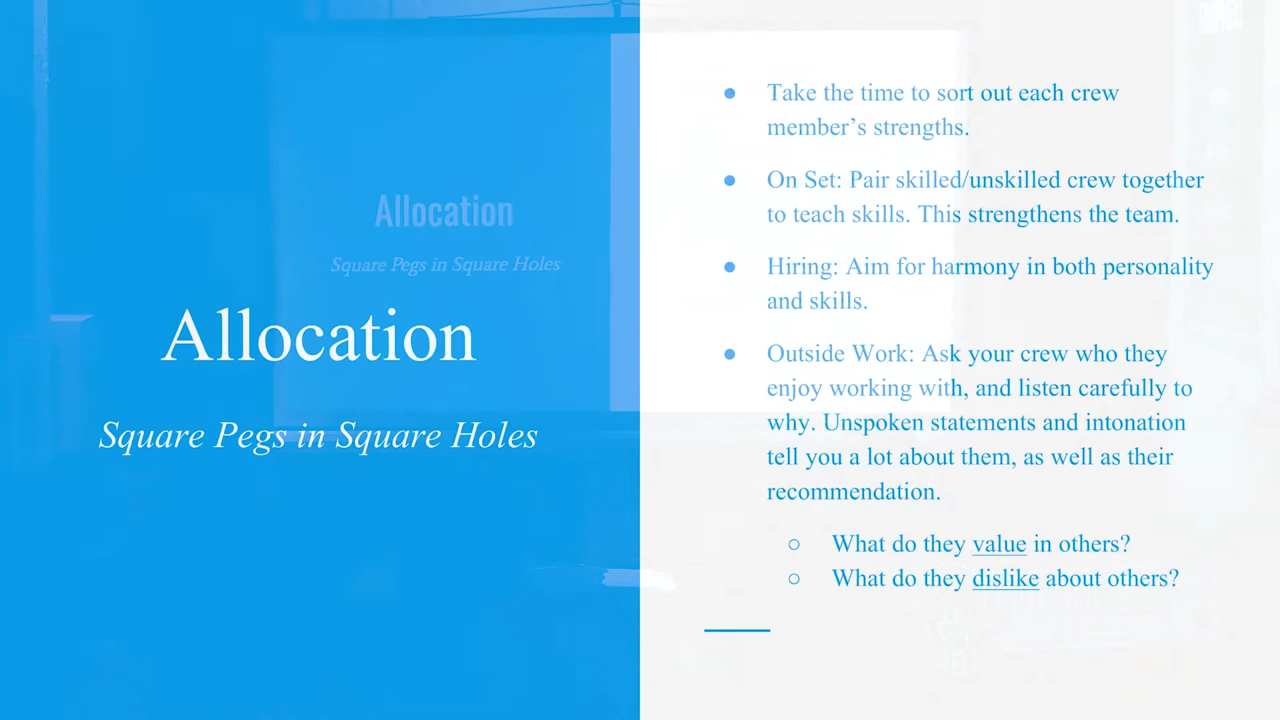 Allocation
Square Pegs in Square Holes
Allocation
Square Pegs in Square Holes
● Take the time to sort out each crew
member’s strengths.
● On Set: Pair skilled/unskilled crew together
to teach skills. This strengthens the team.
● Hiring: Aim for harmony in both personality
and skills.
● Outside Work: Ask your crew who they
enjoy working with, and listen carefully to
why. Unspoken statements and intonation
tell you a lot about them, as well as their
recommendation.
○ What do they value in others?
○ What do they dislike about others?